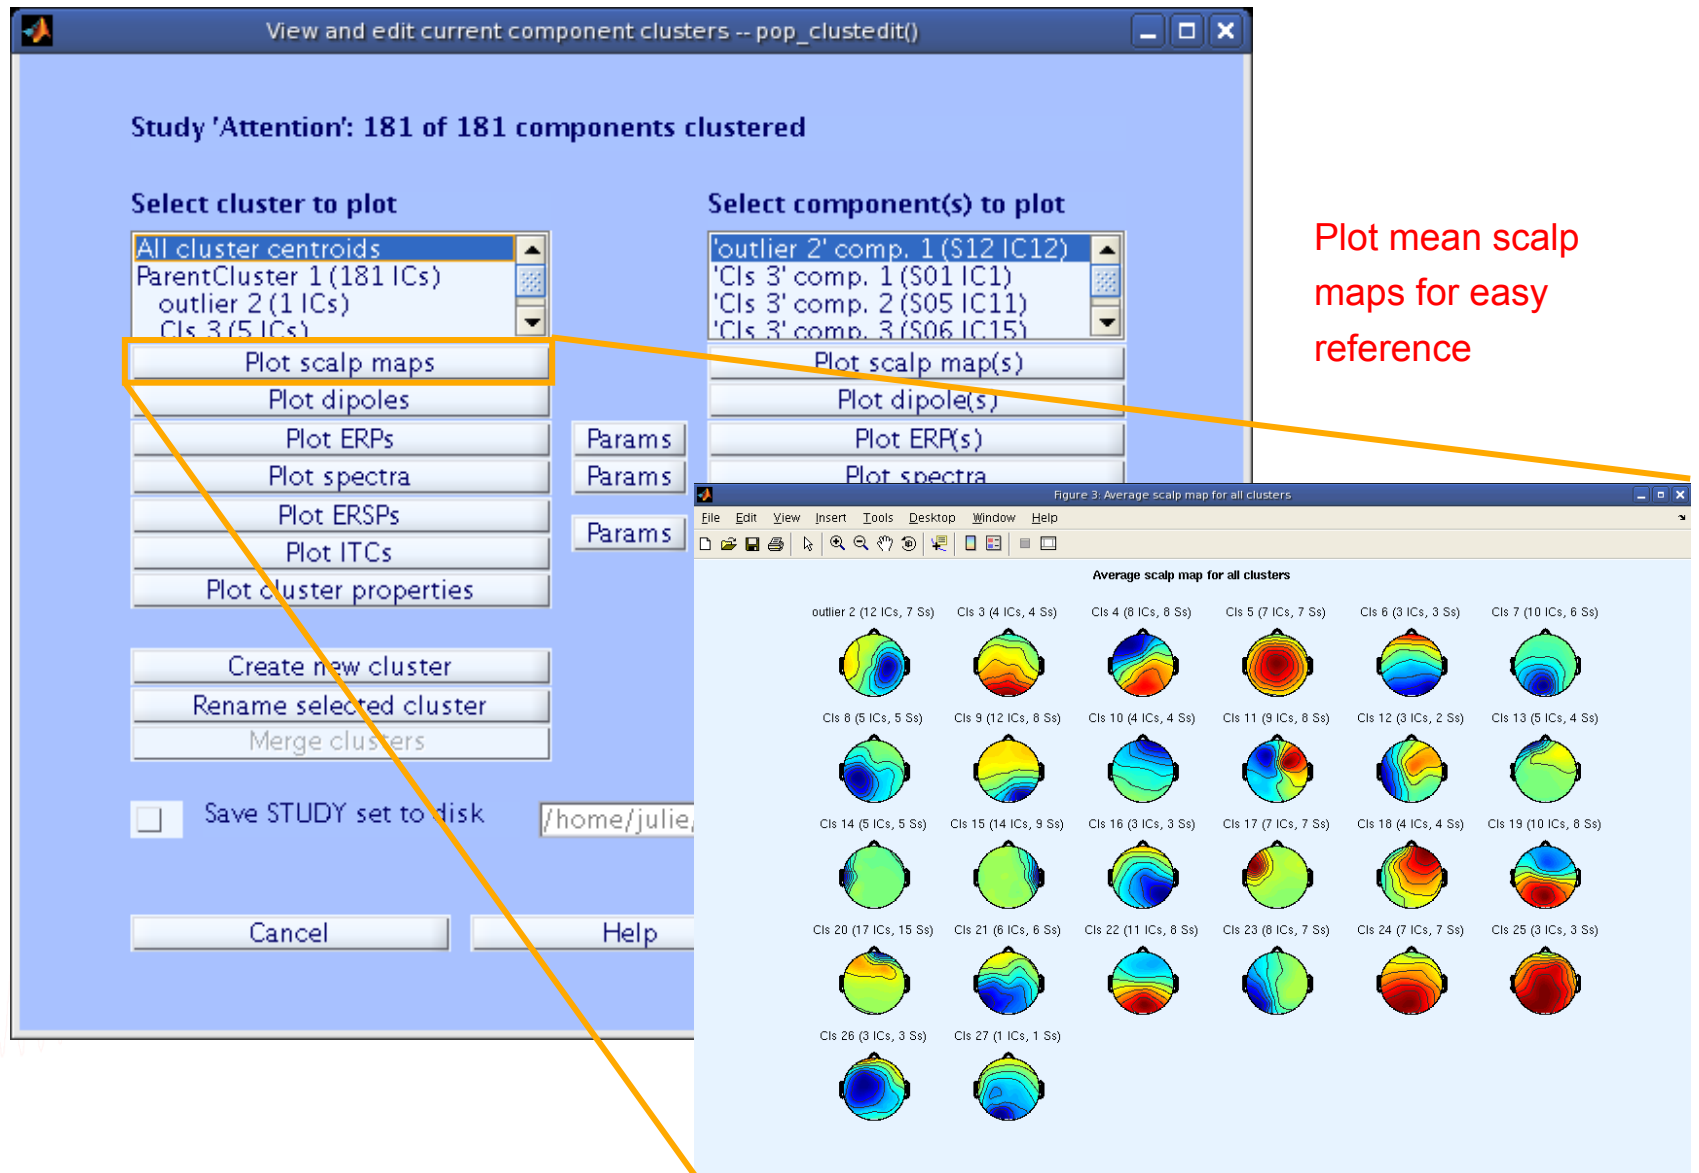 View and edit current component clusters -- pop_clustedit()
Study 'Attention': 181 of 181 components clustered
Select cluster to plot
Select component(s) to plot
All cluster centroids
ParentCluster 1 (181 ICs)
outlier 2 (1 ICs)
Cls 3 (5 ICs)
'outlier 2' comp. 1 (S12 IC12)
'Cls 3' comp. 1 (S01 IC1)
'Cls 3' comp. 2 (S05 IC11)
'Cls 3' comp. 3 (S06 IC15)
Plot scalp maps
Plot scalp map(s)
Plot dipoles
Plot dipole(s)
Plot ERPs
Params
Plot ERP(s)
Plot spectra
Params
Plot spectra
Plot ERSPs
Params
Plot ITCs
Plot cluster properties
Create new cluster
Rename selected cluster
Merge clusters
Save STUDY set to disk
/home/julie/
Cancel
Help
Plot mean scalp
maps for easy
reference
Figure 3: Average scalp map for all clusters
File Edit View Insert Tools Desktop Window Help
Average scalp map for all clusters
outlier 2 (12 ICs, 7 Ss) Cls 3 (4 ICs, 4 Ss) Cls 4 (8 ICs, 8 Ss) Cls 5 (7 ICs, 7 Ss) Cls 6 (3 ICs, 3 Ss) Cls 7 (10 ICs, 6 Ss)
Cls 8 (5 ICs, 5 Ss) Cls 9 (12 ICs, 8 Ss) Cls 10 (4 ICs, 4 Ss) Cls 11 (9 ICs, 8 Ss) Cls 12 (3 ICs, 2 Ss) Cls 13 (5 ICs, 4 Ss)
Cls 14 (5 ICs, 5 Ss) Cls 15 (14 ICs, 9 Ss) Cls 16 (3 ICs, 3 Ss) Cls 17 (7 ICs, 7 Ss) Cls 18 (4 ICs, 4 Ss) Cls 19 (10 ICs, 8 Ss)
Cls 20 (17 ICs, 15 Ss) Cls 21 (6 ICs, 6 Ss) Cls 22 (11 ICs, 8 Ss) Cls 23 (8 ICs, 7 Ss) Cls 24 (7 ICs, 7 Ss) Cls 25 (3 ICs, 3 Ss)
Cls 26 (3 ICs, 3 Ss) Cls 27 (1 ICs, 1 Ss)